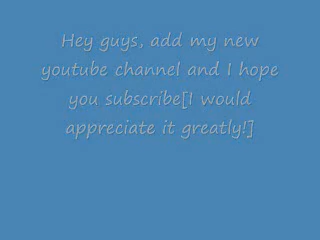 Hey guys, add my new
youtube channel and I hope
you subscribe[I would
appreciate it greatly!]